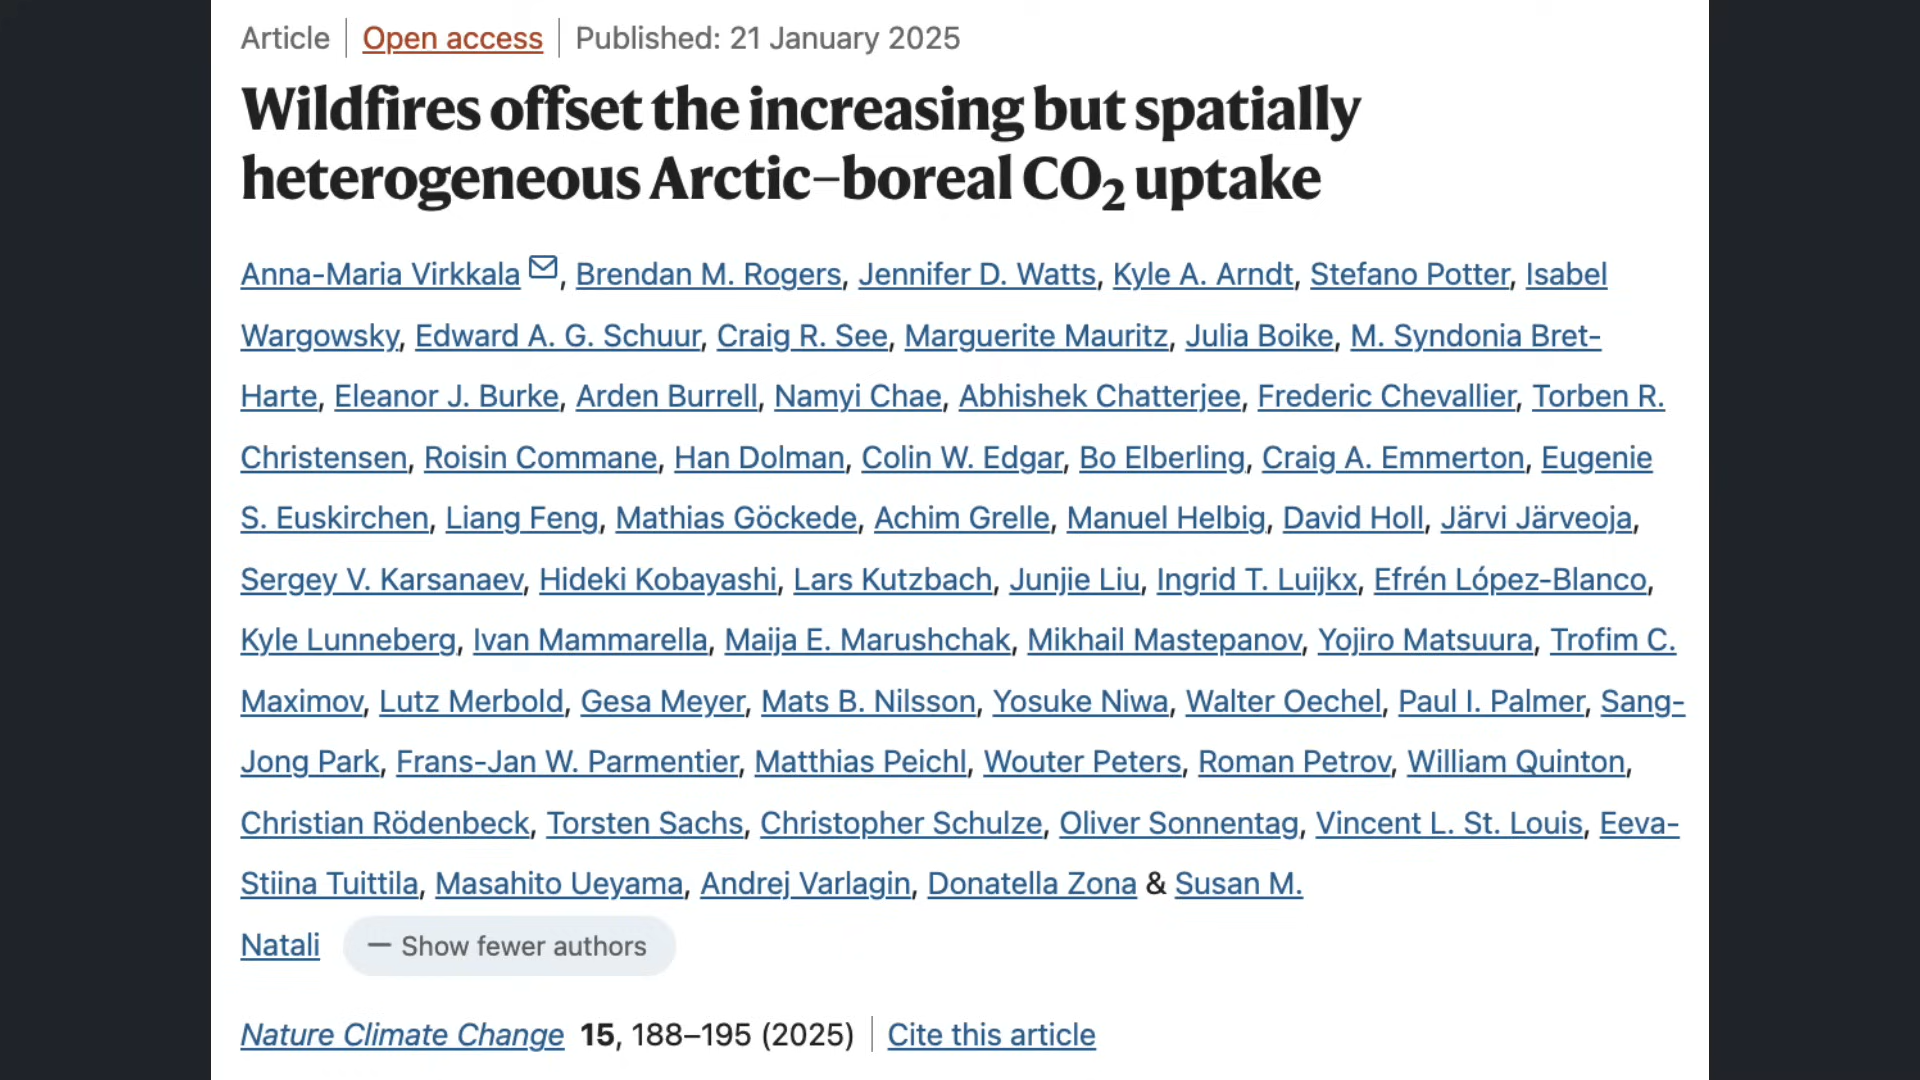 Article | Open access | Published: 21 January 2025
Wildfires offset the increasing but spatially
heterogeneous Arctic–boreal CO₂ uptake
Anna-Maria Virkkala, Brendan M. Rogers, Jennifer D. Watts, Kyle A. Arndt, Stefano Potter, Isabel
Wargowsky, Edward A. G. Schuur, Craig R. See, Marguerite Mauritz, Julia Boike, M. Syndonia Bret-
Harte, Eleanor J. Burke, Arden Burrell, Namyi Chae, Abhishek Chatterjee, Frederic Chevallier, Torben R.
Christensen, Roisin Commane, Han Dolman, Colin W. Edgar, Bo Elberling, Craig A. Emmerton, Eugenie
S. Euskirchen, Liang Feng, Mathias Göckede, Achim Grelle, Manuel Helbig, David Holl, Järvi Järveoja,
Sergey V. Karsanaev, Hideki Kobayashi, Lars Kutzbach, Junjie Liu, Ingrid T. Luijkx, Efrén López-Blanco,
Kyle Lunneberg, Ivan Mammarella, Maija E. Marushchak, Mikhail Mastepanov, Yojiro Matsuura, Trofim C.
Maximov, Lutz Merbold, Gesa Meyer, Mats B. Nilsson, Yosuke Niwa, Walter Oechel, Paul I. Palmer, Sang-
Jong Park, Frans-Jan W. Parmentier, Matthias Peichl, Wouter Peters, Roman Petrov, William Quinton,
Christian Rödenbeck, Torsten Sachs, Christopher Schulze, Oliver Sonnentag, Vincent L. St. Louis, Eeva-
Stiina Tuittila, Masahito Ueyama, Andrej Varlagin, Donatella Zona & Susan M.
Natali — Show fewer authors
Nature Climate Change 15, 188–195 (2025) | Cite this article